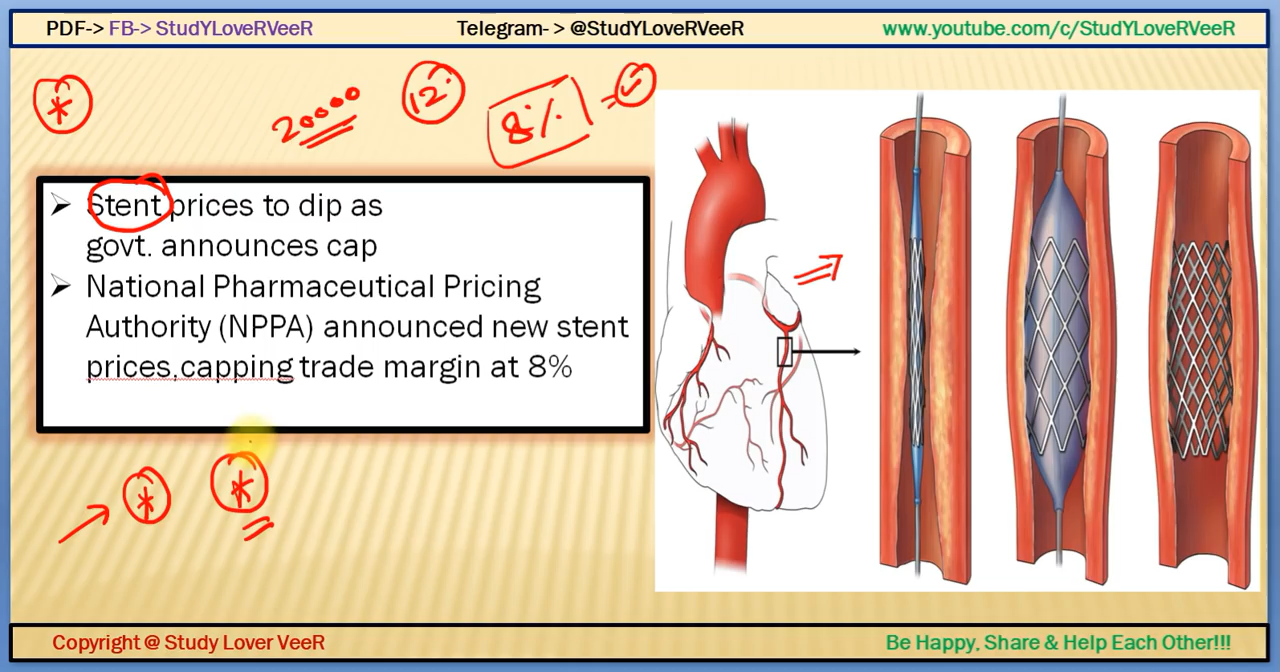 PDF-> FB-> StudYLoveRVeeR
Telegram- > @StudYLoveRVeeR
www.youtube.com/c/StudYLoveRVeeR
20000
12
8%
Stent prices to dip as
govt. announces cap
National Pharmaceutical Pricing
Authority (NPPA) announced new stent
prices,capping trade margin at 8%
Copyright @ Study Lover VeeR
Be Happy, Share & Help Each Other!!!